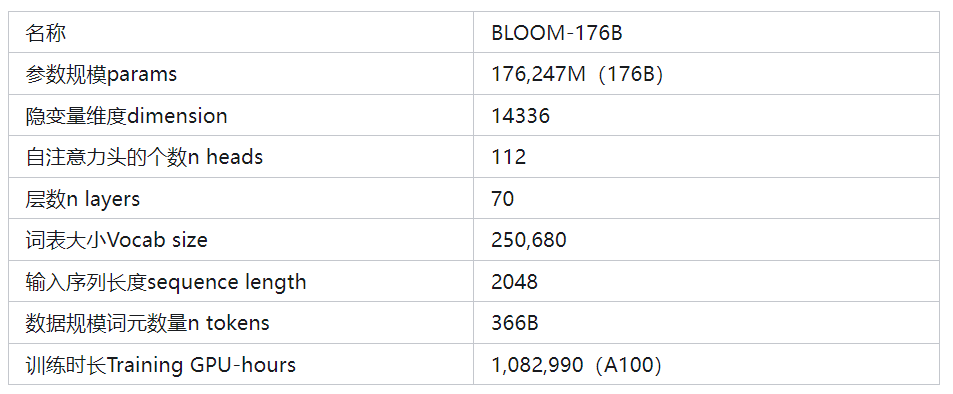 名称 BLOOM-176B
参数规模params 176,247M（176B）
隐变量维度dimension 14336
自注意力头的个数n heads 112
层数n layers 70
词表大小Vocab size 250,680
输入序列长度sequence length 2048
数据规模词元数量n tokens 366B
训练时长Training GPU-hours 1,082,990（A100）